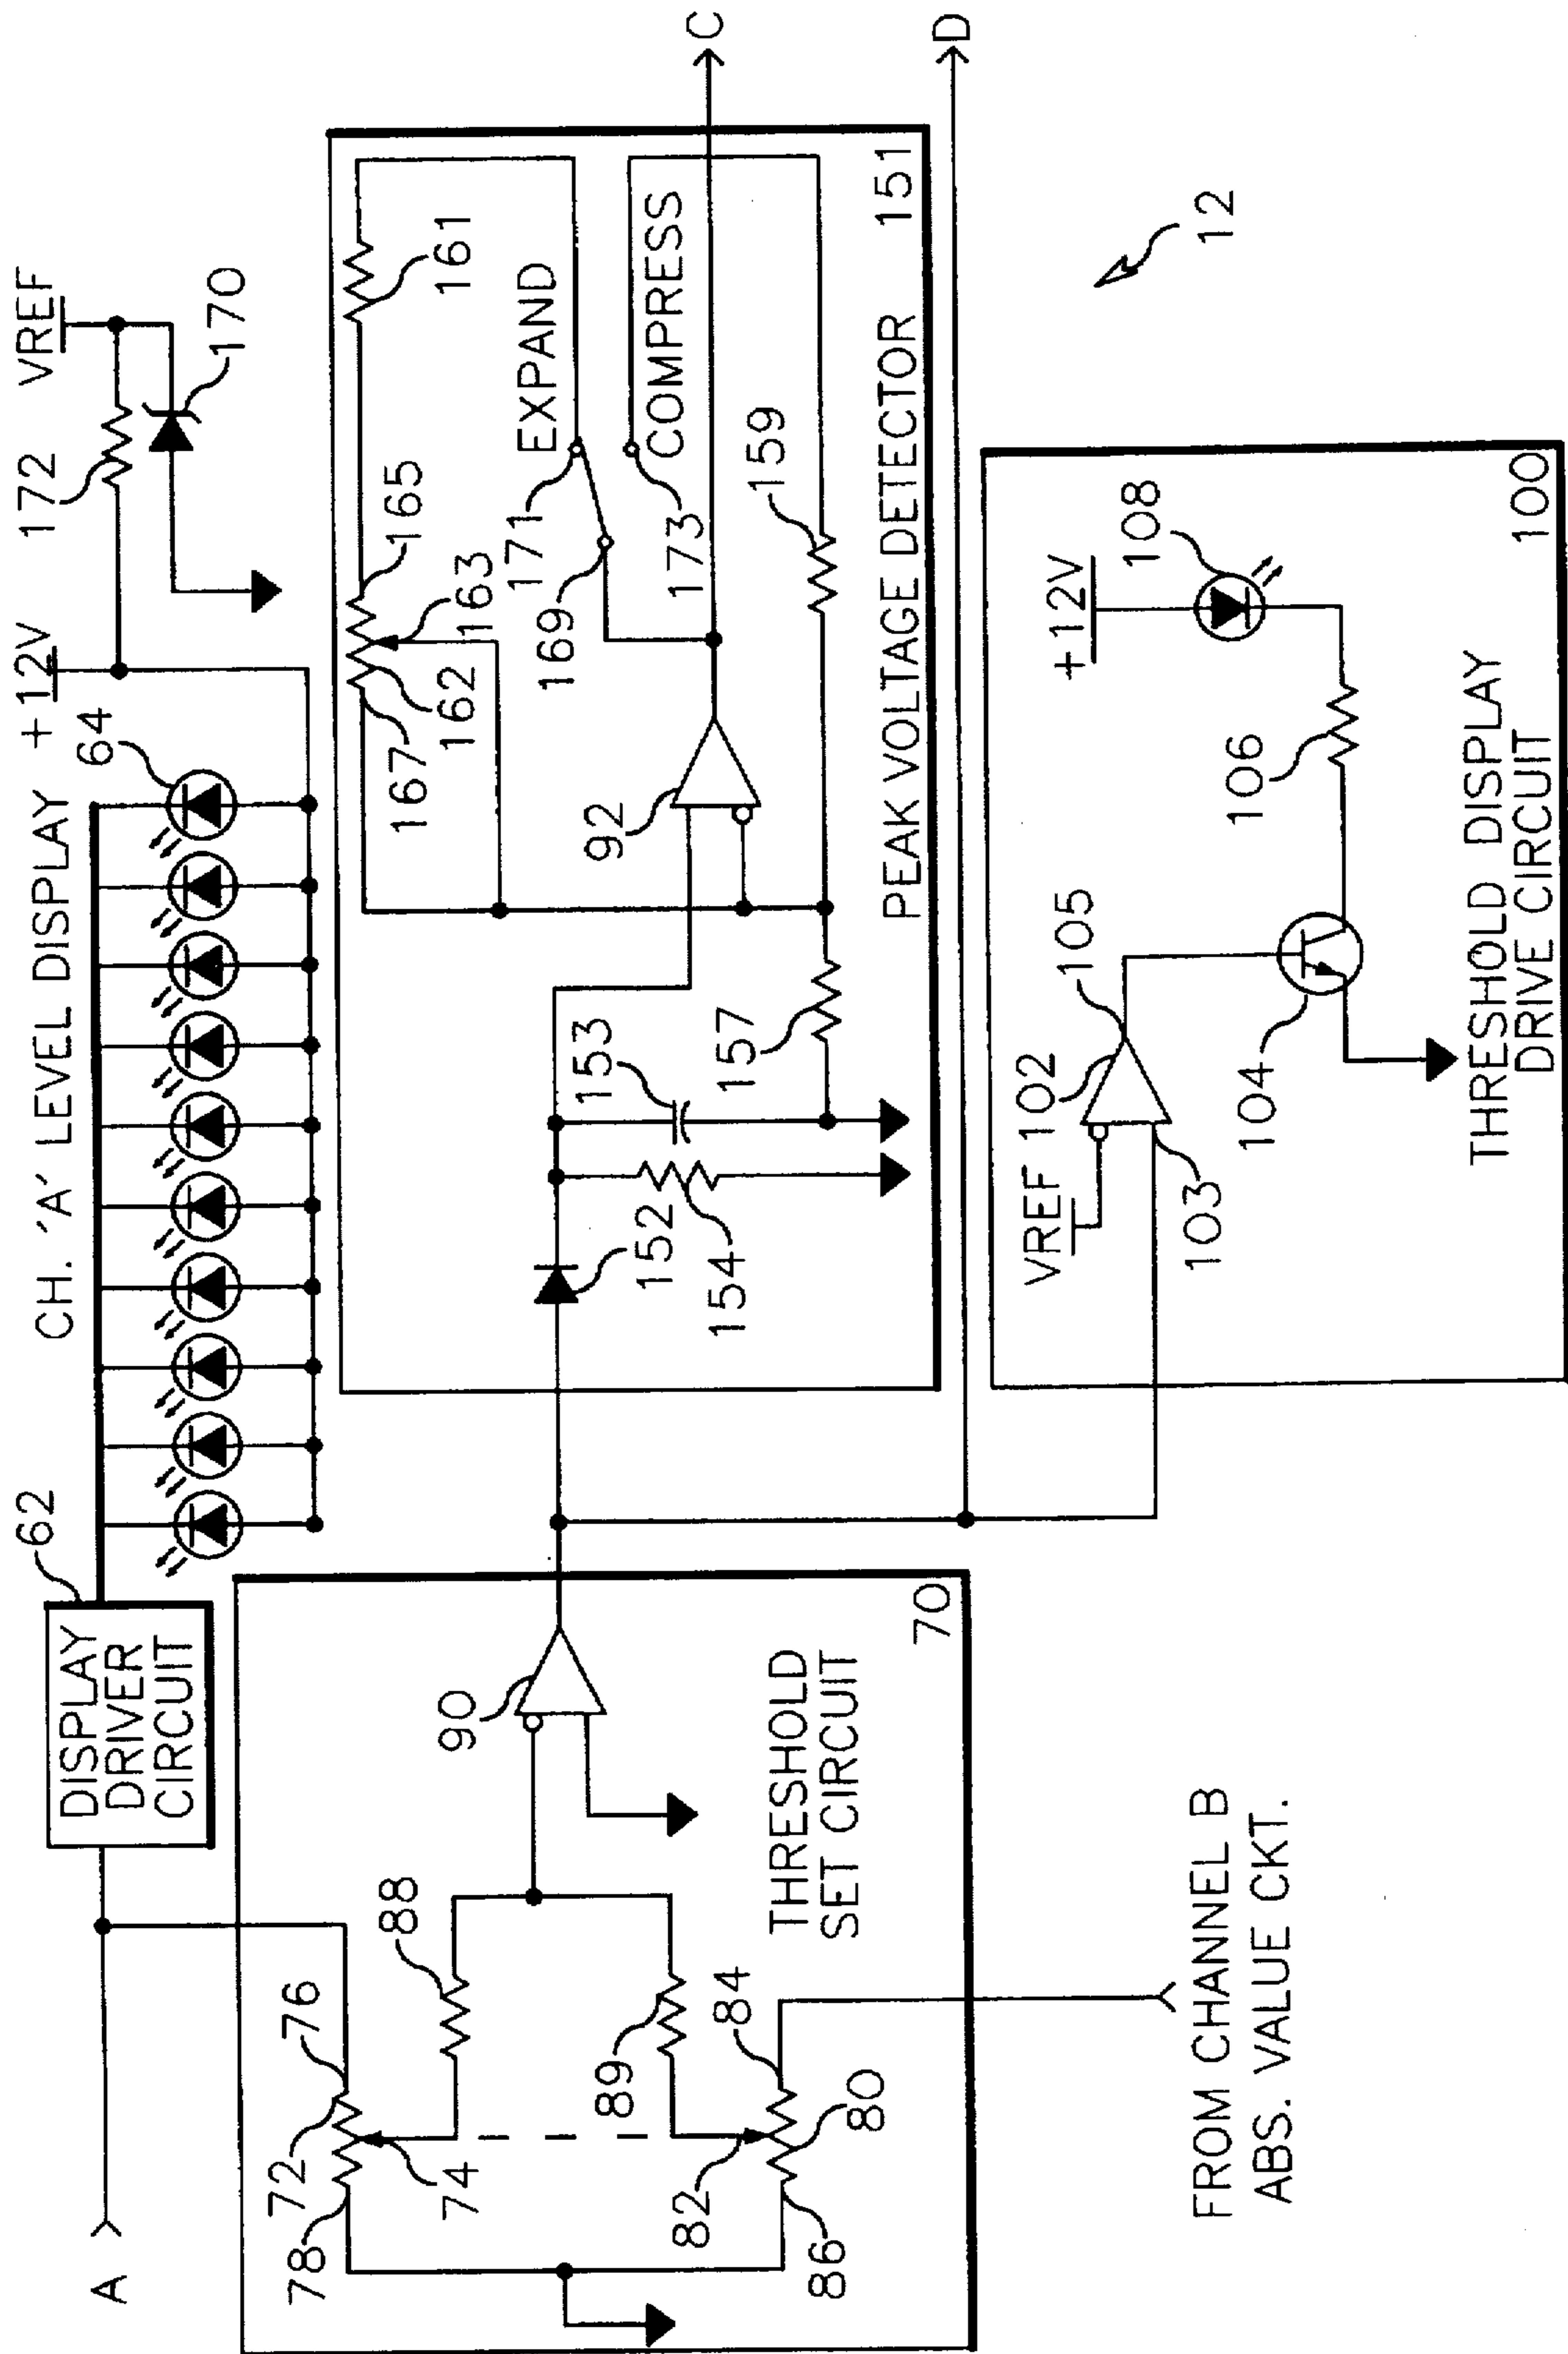 A
62
DISPLAY
DRIVER
CIRCUIT
CH. 'A' LEVEL DISPLAY
64
+12V
172
VREF
170
72
76
78
74
88
89
82
84
80
86
90
THRESHOLD
SET CIRCUIT
70
FROM CHANNEL B
ABS. VALUE CKT.
152
154
153
157
92
167
162
163
165
161
169
171
EXPAND
173
COMPRESS
159
PEAK VOLTAGE DETECTOR 151
C
D
12
VREF
102
103
105
104
106
+12V
108
THRESHOLD DISPLAY
DRIVE CIRCUIT
100